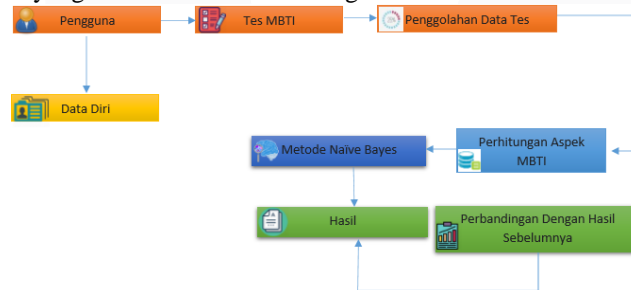 Pengguna
Tes MBTI
Penggolahan Data Tes
Data Diri
Metode Naïve Bayes
Perhitungan Aspek
MBTI
Hasil
Perbandingan Dengan Hasil
Sebelumnya